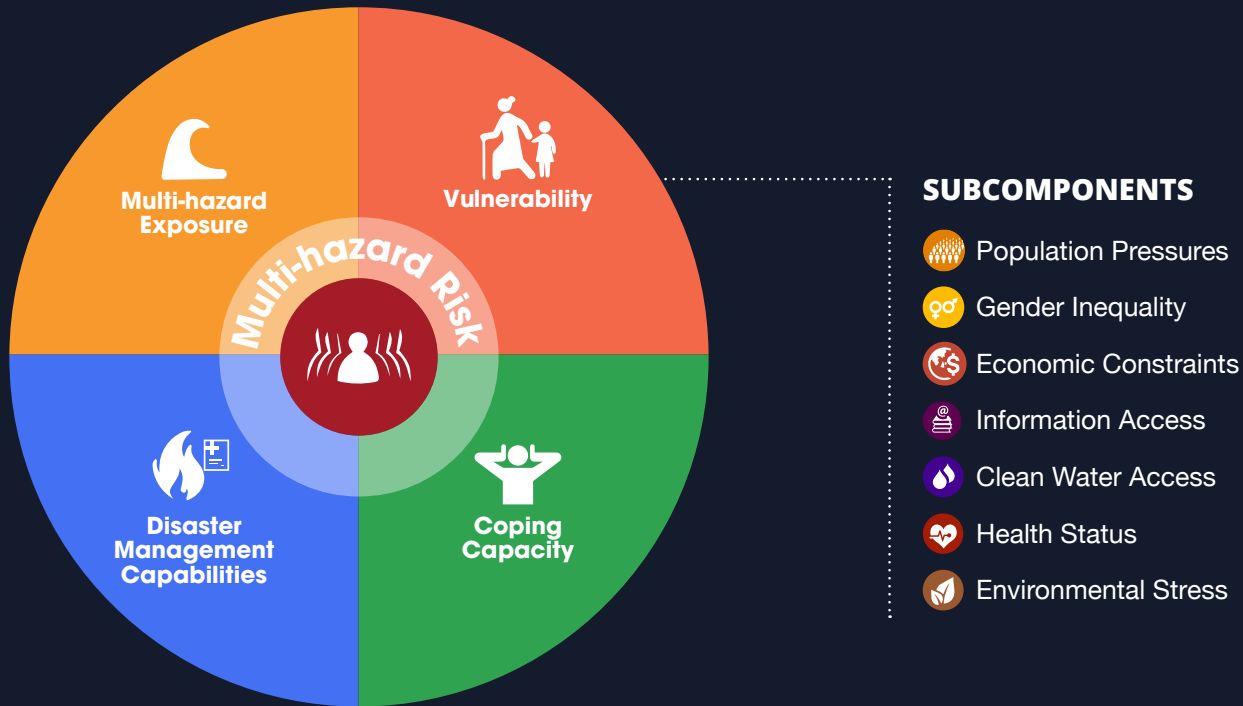 Multi-hazard
Exposure
Vulnerability
Multi-hazard Risk
Disaster
Management
Capabilities
Coping
Capacity
SUBCOMPONENTS
Population Pressures
Gender Inequality
$
Economic Constraints
@
Information Access
Clean Water Access
Health Status
Environmental Stress